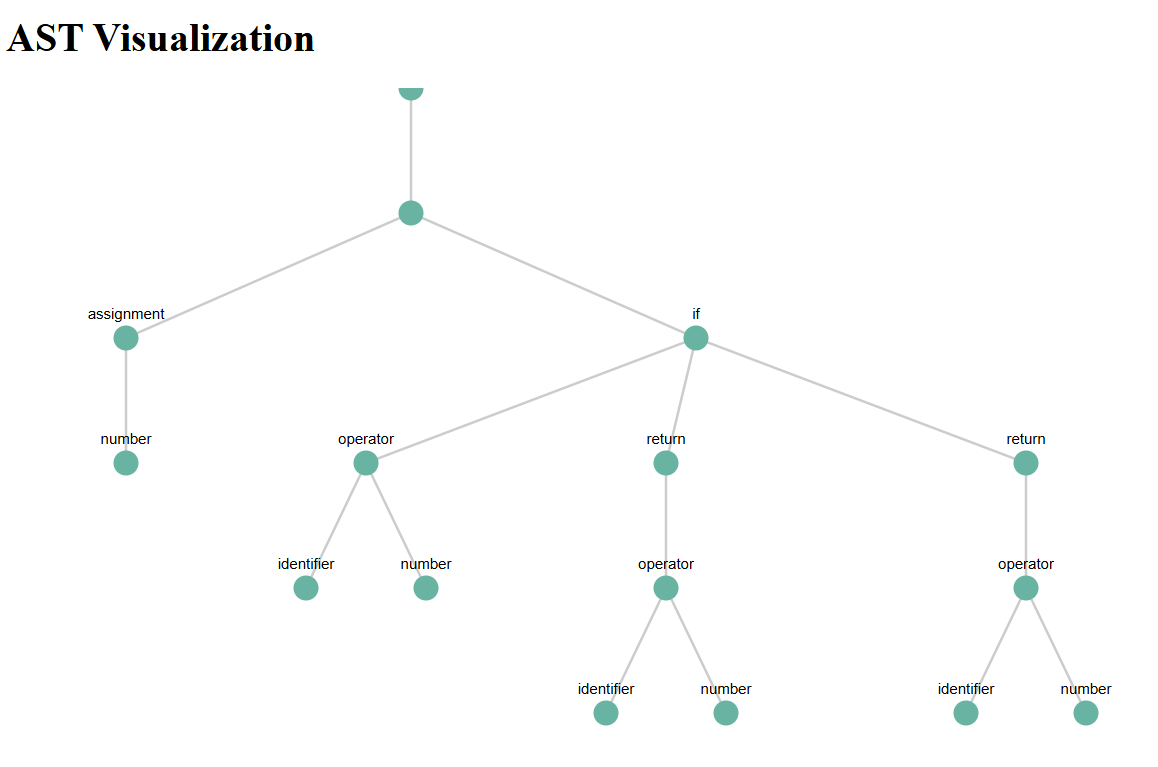 AST Visualization
assignment
if
number
operator
return
return
identifier
number
operator
operator
identifier
number
identifier
number